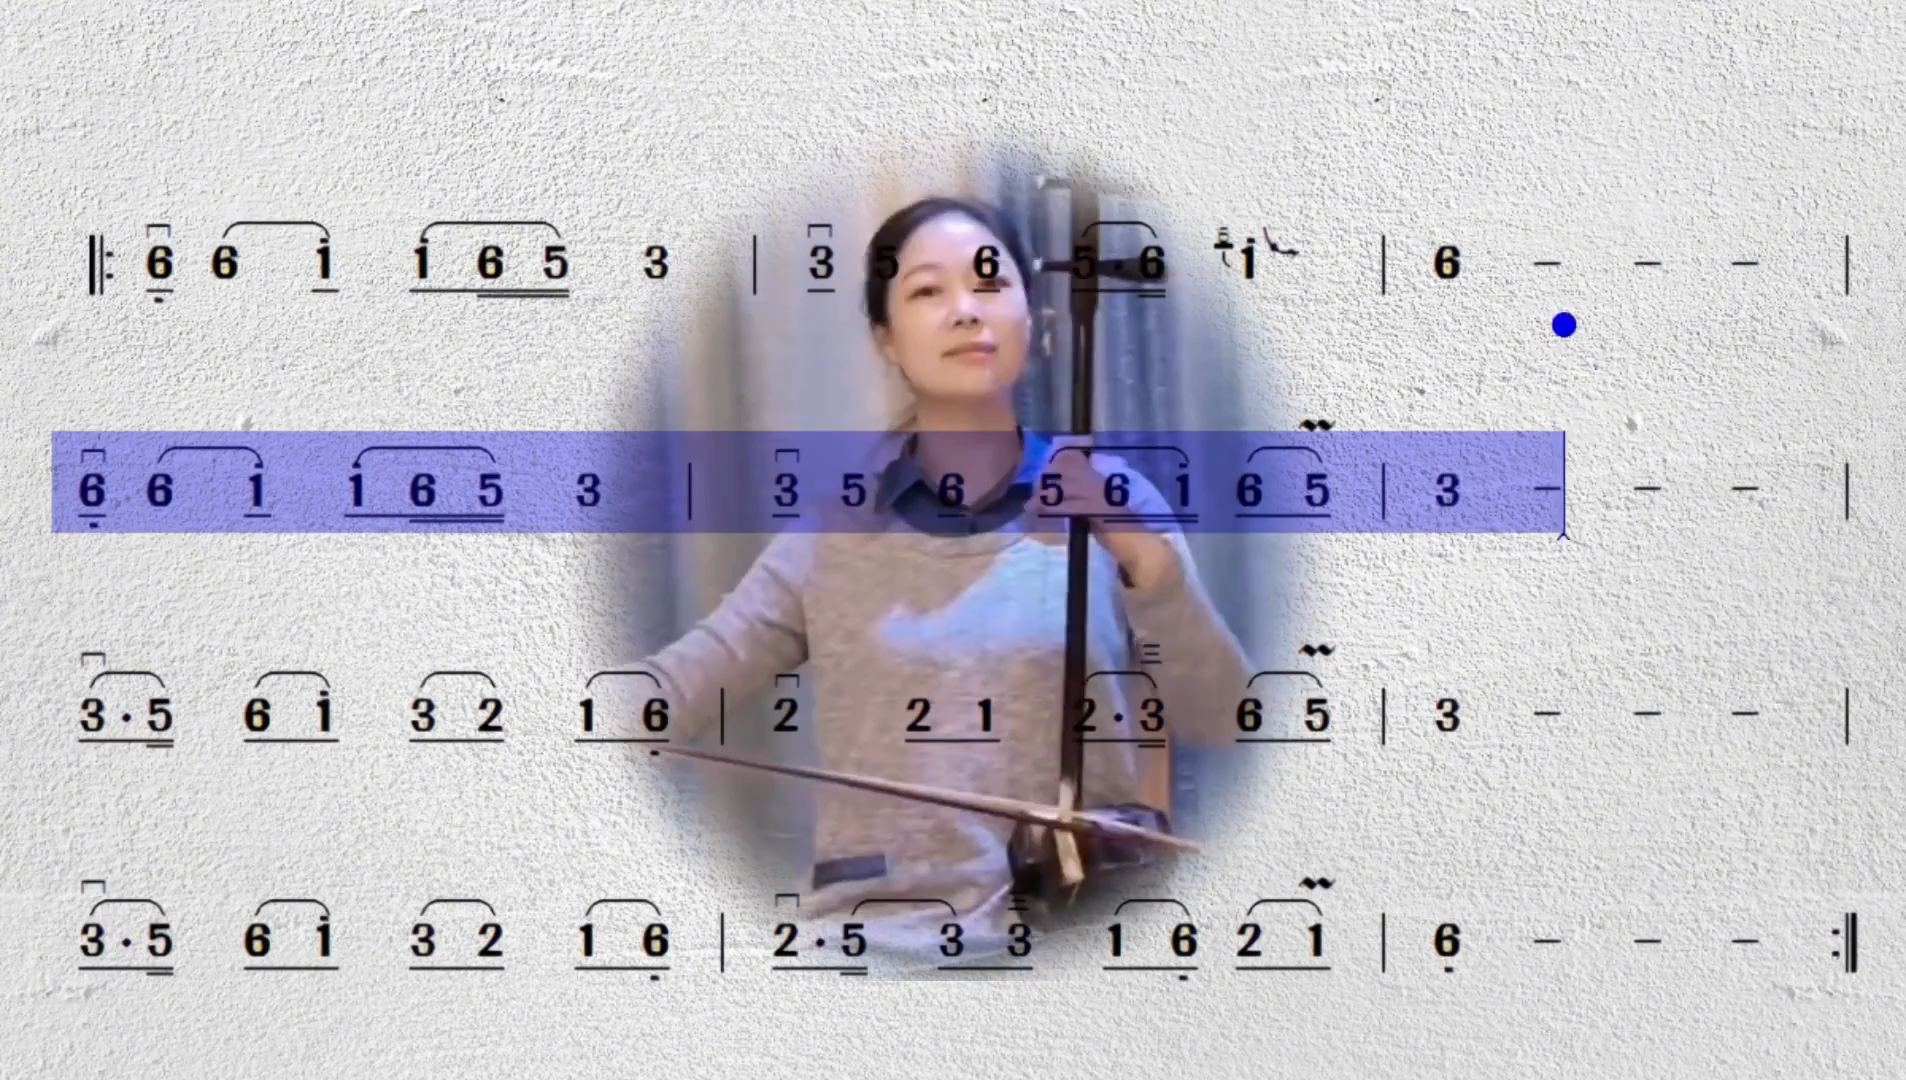 ‖: 6̣ 6 i i 6 5 3 | 3 5 6 5 · 6 i | 6 – – – |
6̣ 6 i i 6 5 3 | 3 5 6 5 6 i 6 5 | 3 – – – |
3 · 5 6 i 3 2 1 6̣ | 2 2 1 2 · 3 6 5 | 3 – – – |
3 · 5 6 i 3 2 1 6̣ | 2 · 5 3 3 1 6̣ 2 1 | 6̣ – – – :‖